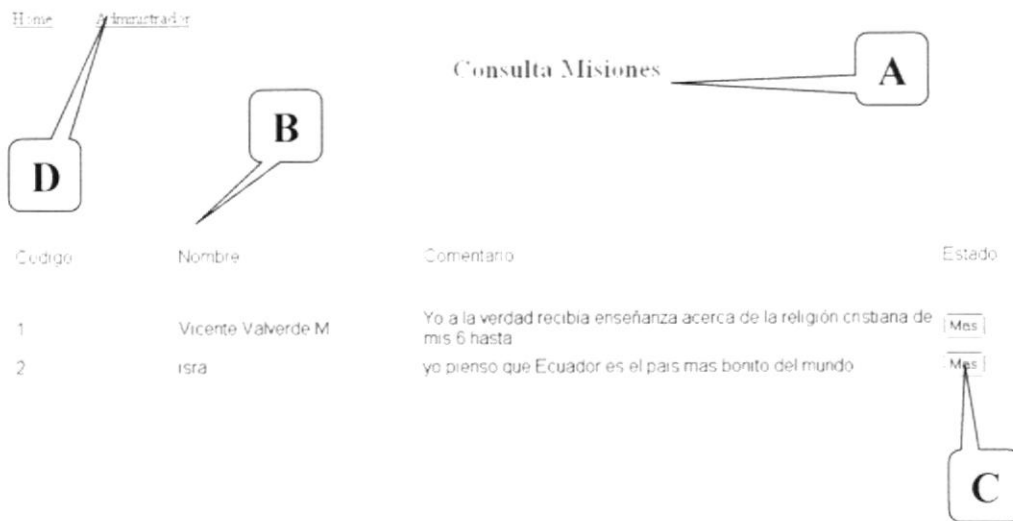 Home Administrador
Consulta Misiones
A
B
D
Codigo Nombre Comentario Estado
1 Vicente Valverde M Yo a la verdad recibia enseñanza acerca de la religión cristiana de mis 6 hasta Mas
2 isra yo pienso que Ecuador es el pais mas bonito del mundo Mas
C